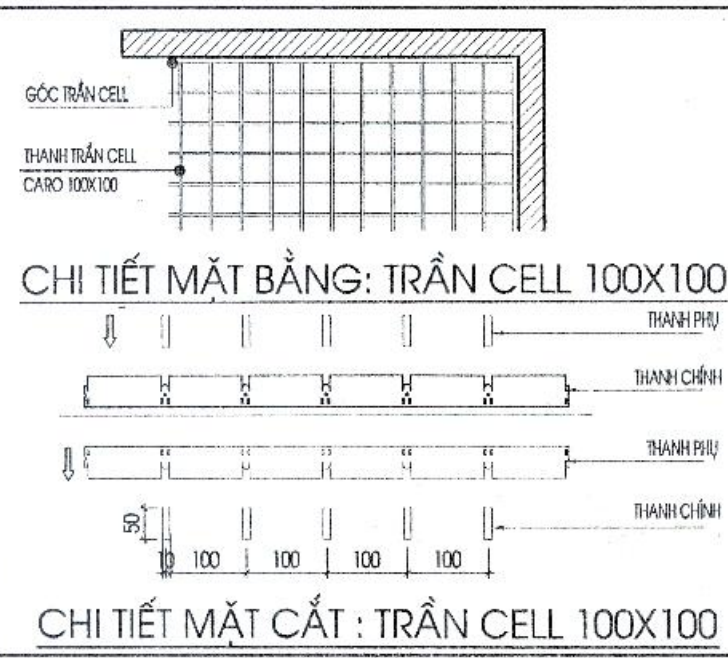 GÓC TRẦN CELL
THANH TRẦN CELL
CARO 100X100
CHI TIẾT MẶT BẰNG: TRẦN CELL 100X100
THANH PHỤ
THANH CHÍNH
THANH PHỤ
THANH CHÍNH
50
10 100 100 100 100
CHI TIẾT MẶT CẮT : TRẦN CELL 100X100